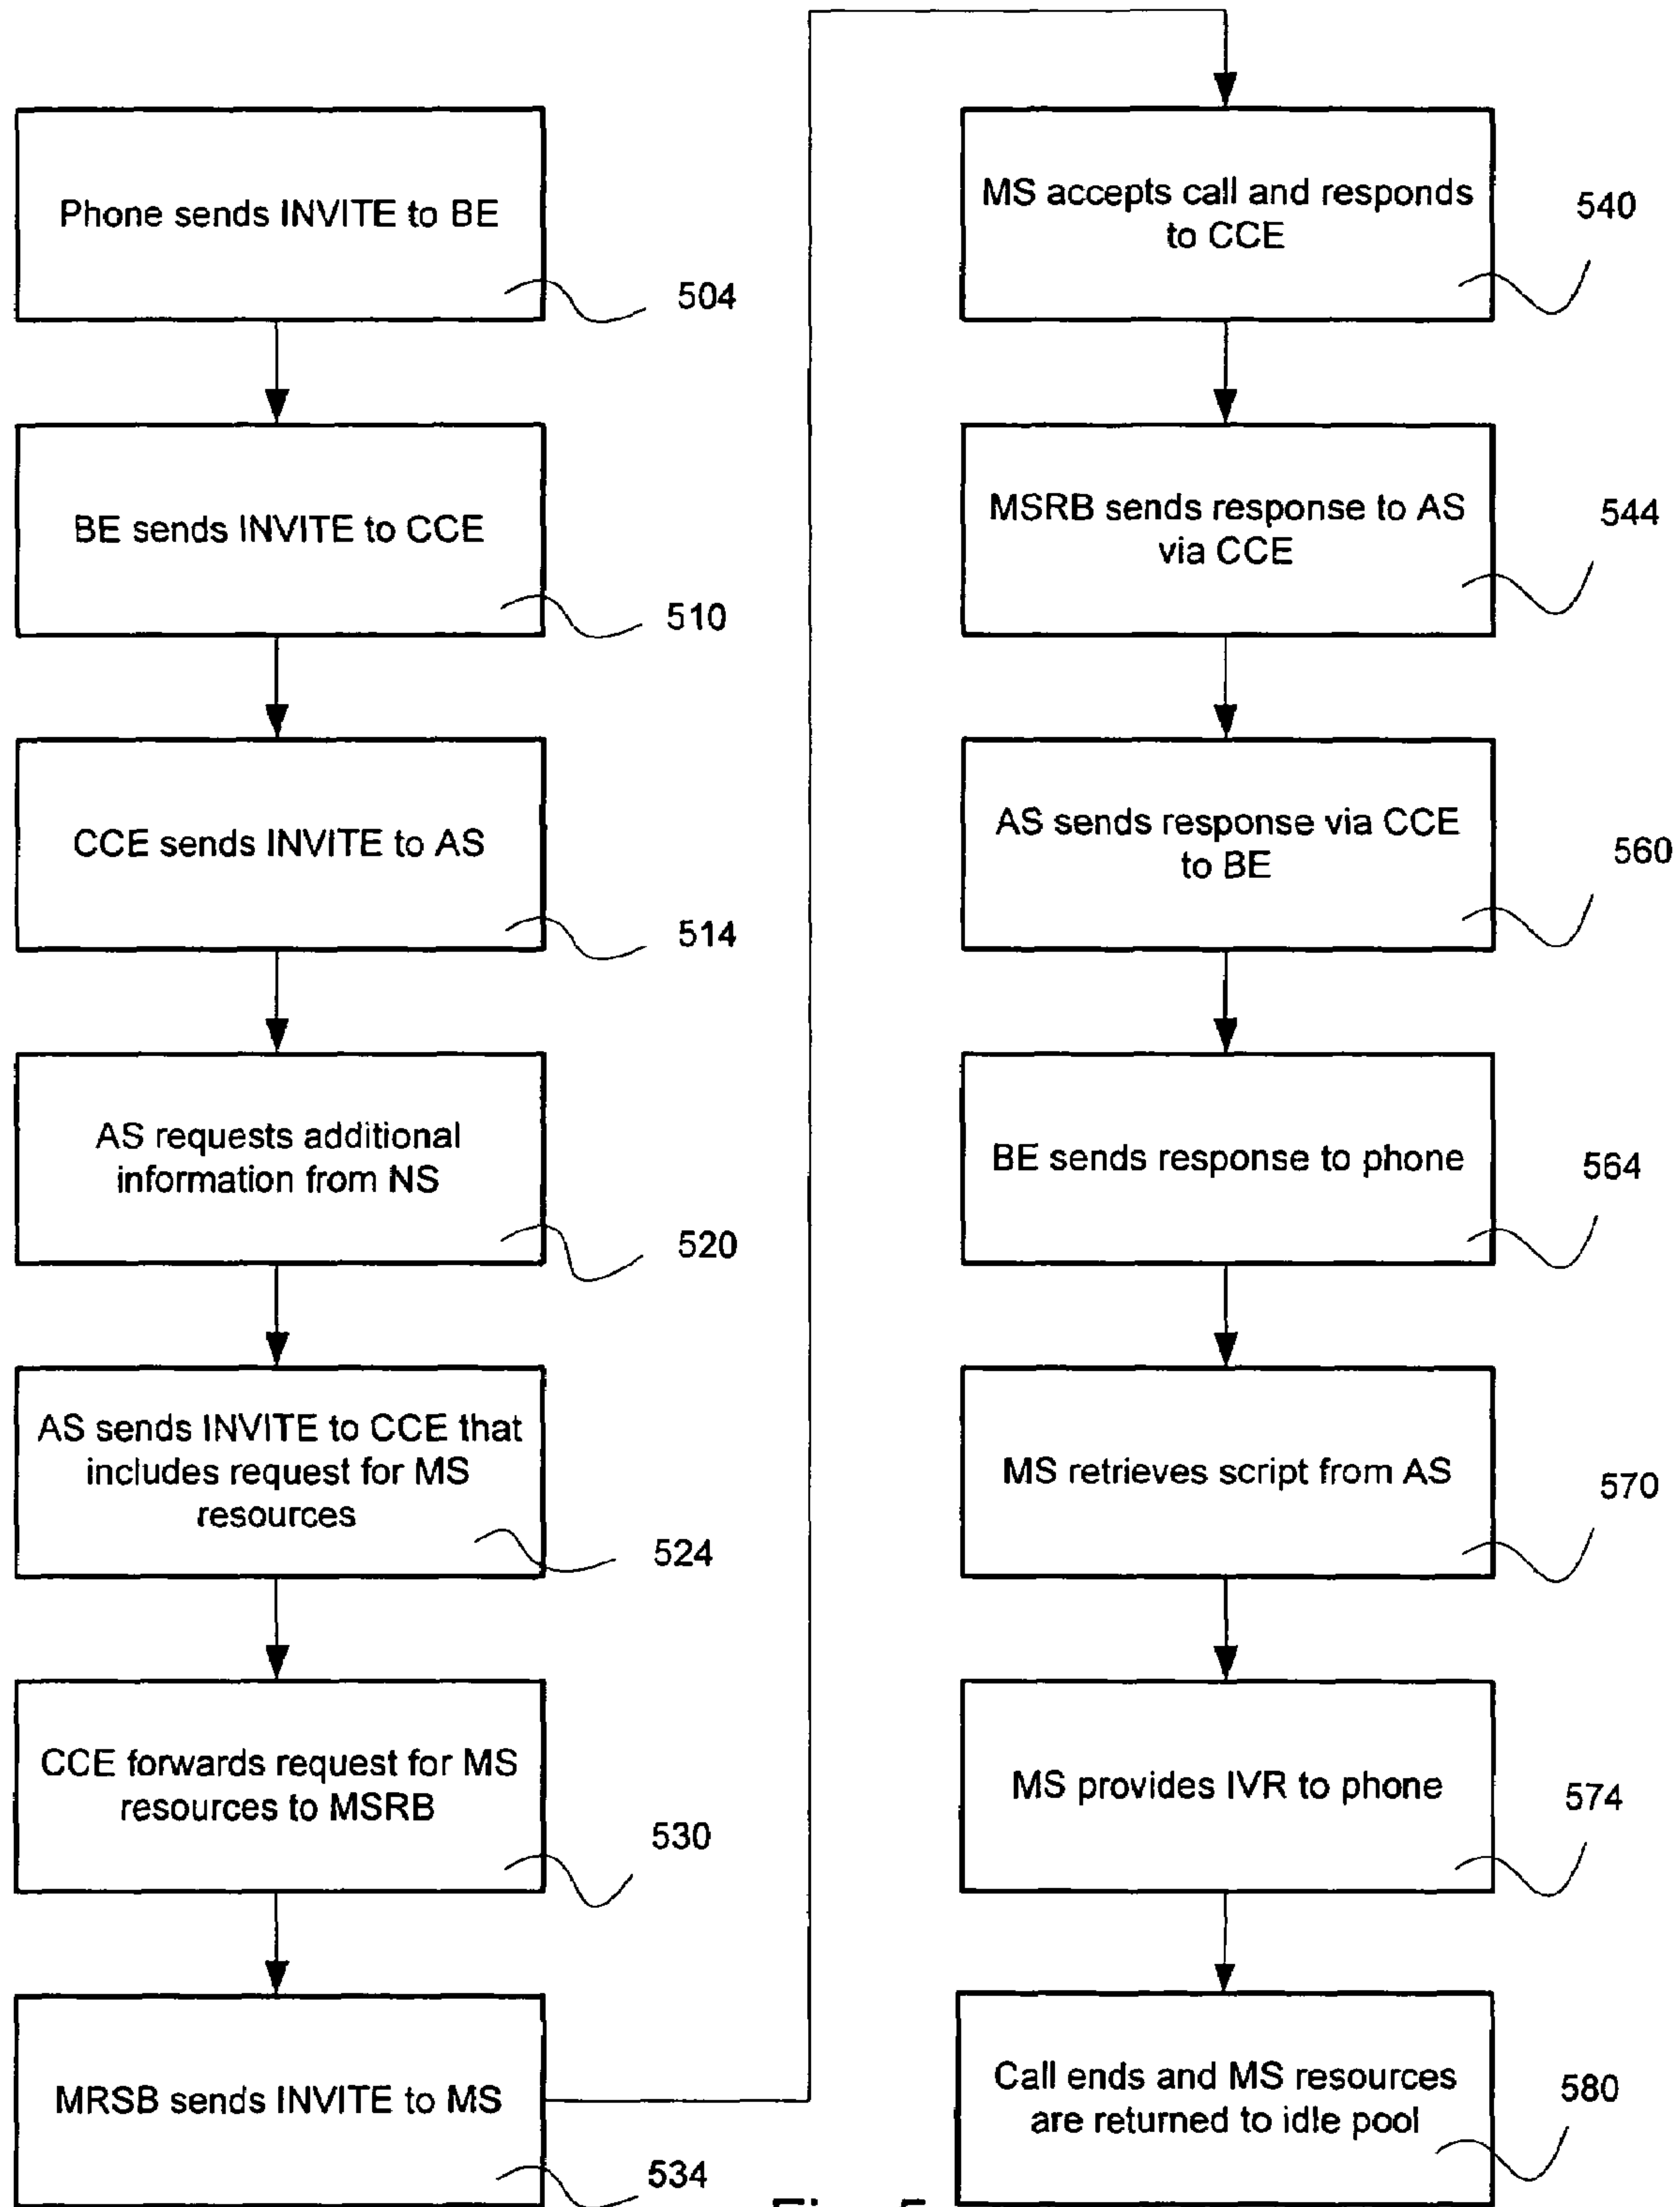 Phone sends INVITE to BE
504
BE sends INVITE to CCE
510
CCE sends INVITE to AS
514
AS requests additional
information from NS
520
AS sends INVITE to CCE that
includes request for MS
resources
524
CCE forwards request for MS
resources to MSRB
530
MRSB sends INVITE to MS
534
MS accepts call and responds
to CCE
540
MSRB sends response to AS
via CCE
544
AS sends response via CCE
to BE
560
BE sends response to phone
564
MS retrieves script from AS
570
MS provides IVR to phone
574
Call ends and MS resources
are returned to idle pool
580